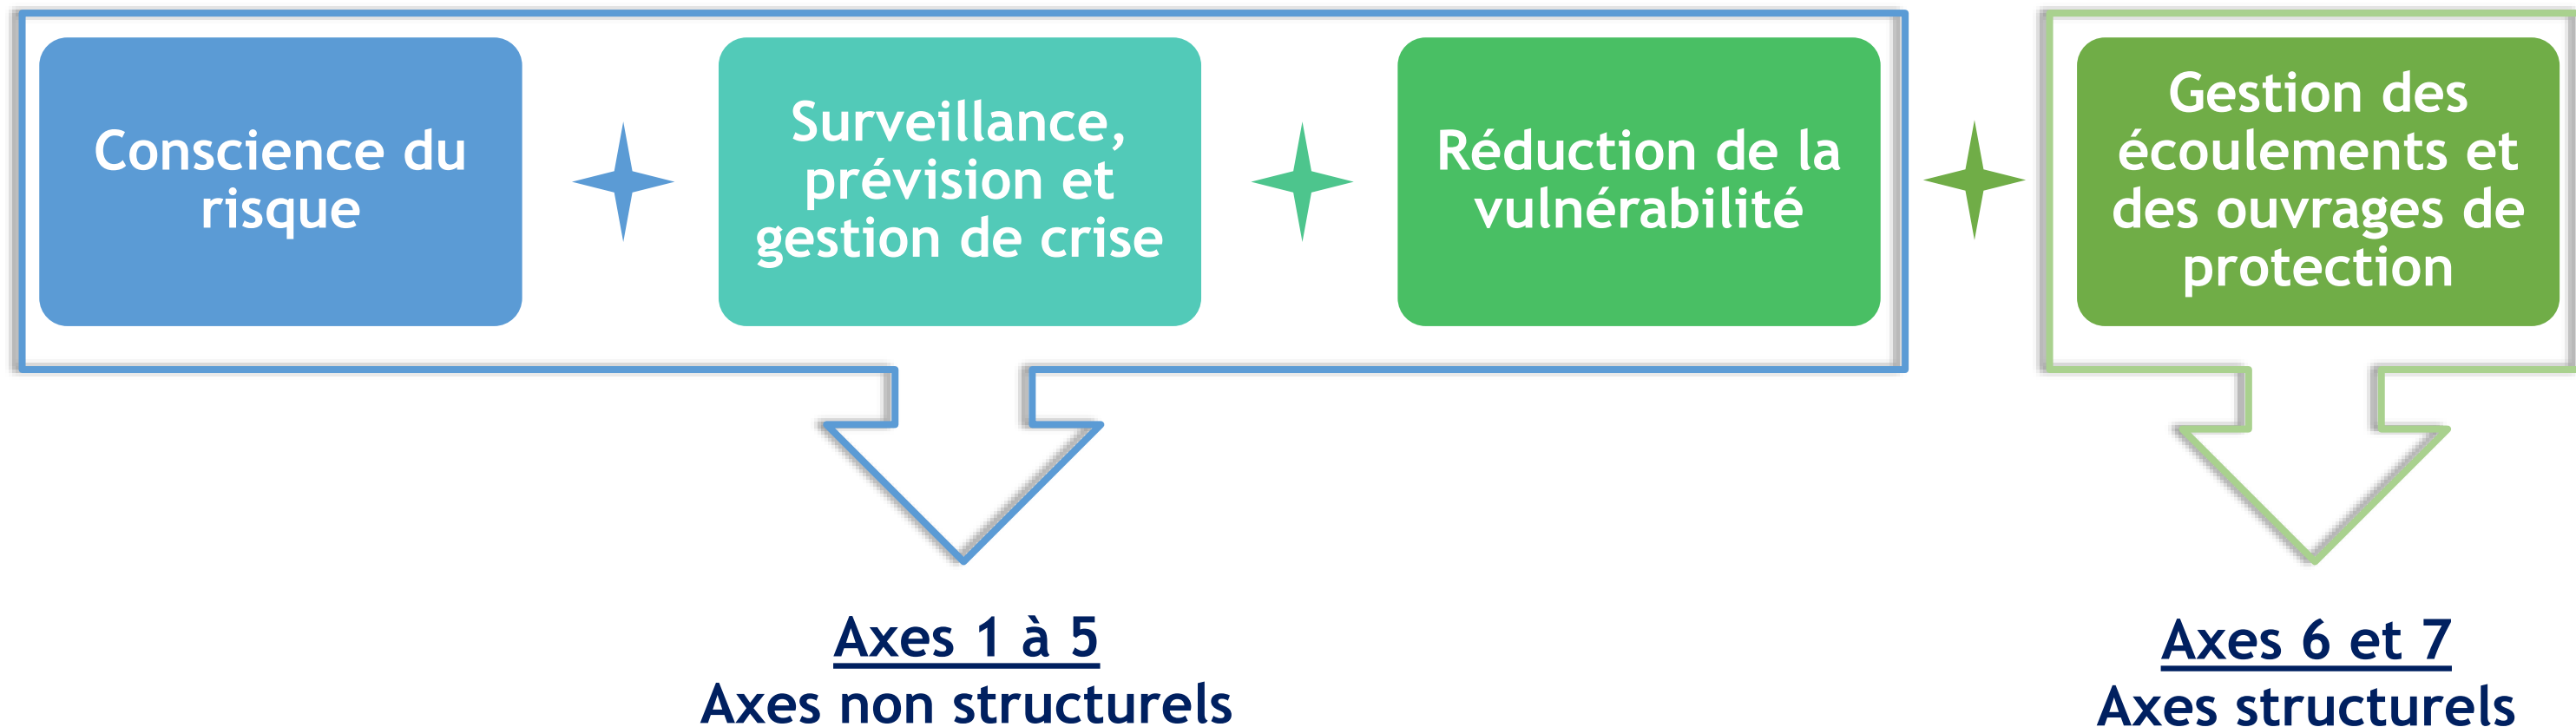 Conscience du
risque
Surveillance,
prévision et
gestion de crise
Réduction de la
vulnérabilité
Gestion des
écoulements et
des ouvrages de
protection
Axes 1 à 5
Axes non structurels
Axes 6 et 7
Axes structurels